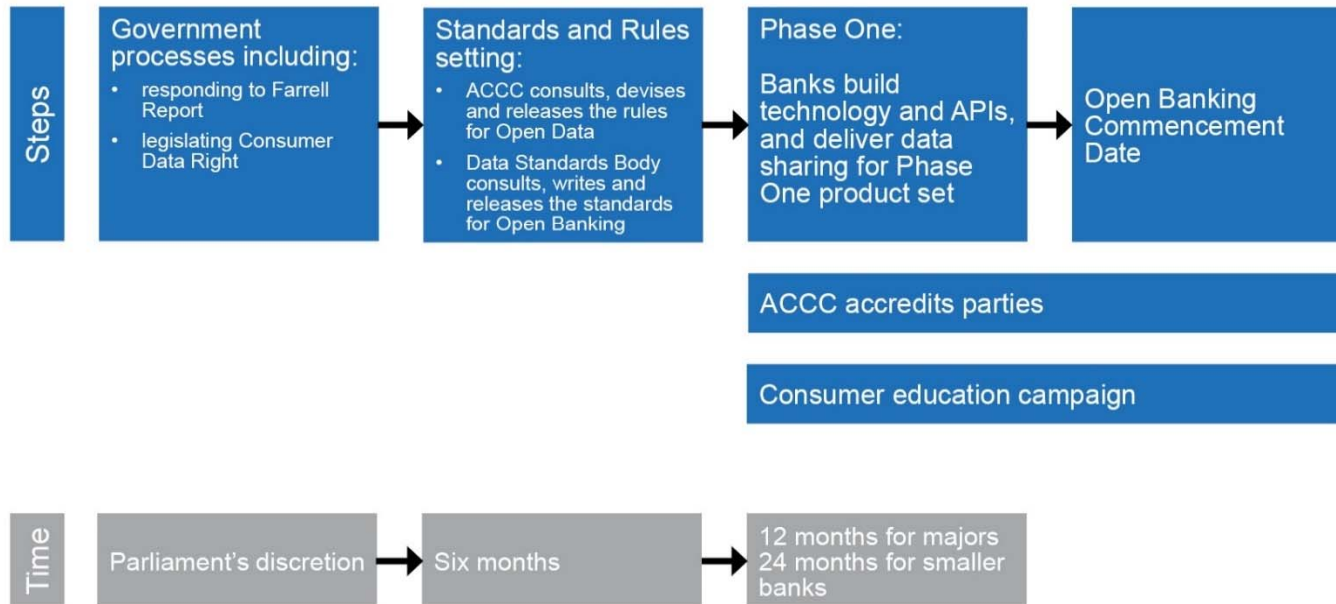 Steps
Government
processes including:
• responding to Farrell
Report
• legislating Consumer
Data Right
Standards and Rules
setting:
• ACCC consults, devises
and releases the rules
for Open Data
• Data Standards Body
consults, writes and
releases the standards
for Open Banking
Phase One:
Banks build
technology and APIs,
and deliver data
sharing for Phase
One product set
Open Banking
Commencement
Date
ACCC accredits parties
Consumer education campaign
Time
Parliament's discretion
Six months
12 months for majors
24 months for smaller
banks